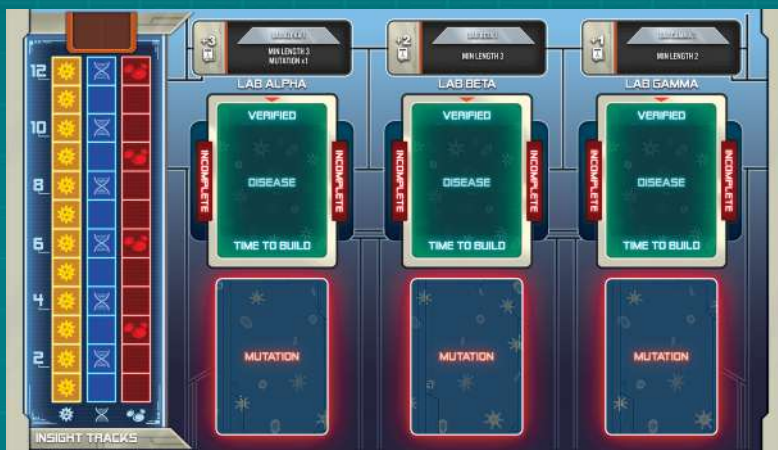 +3
MIN LENGTH 3
MUTATION x1
+2
MIN LENGTH 3
+1
MIN LENGTH 2
LAB ALPHA
LAB BETA
LAB GAMMA
12
10
8
6
4
2
INSIGHT TRACKS
VERIFIED
INCOMPLETE
DISEASE
INCOMPLETE
TIME TO BUILD
VERIFIED
INCOMPLETE
DISEASE
INCOMPLETE
TIME TO BUILD
VERIFIED
INCOMPLETE
DISEASE
INCOMPLETE
TIME TO BUILD
MUTATION
MUTATION
MUTATION